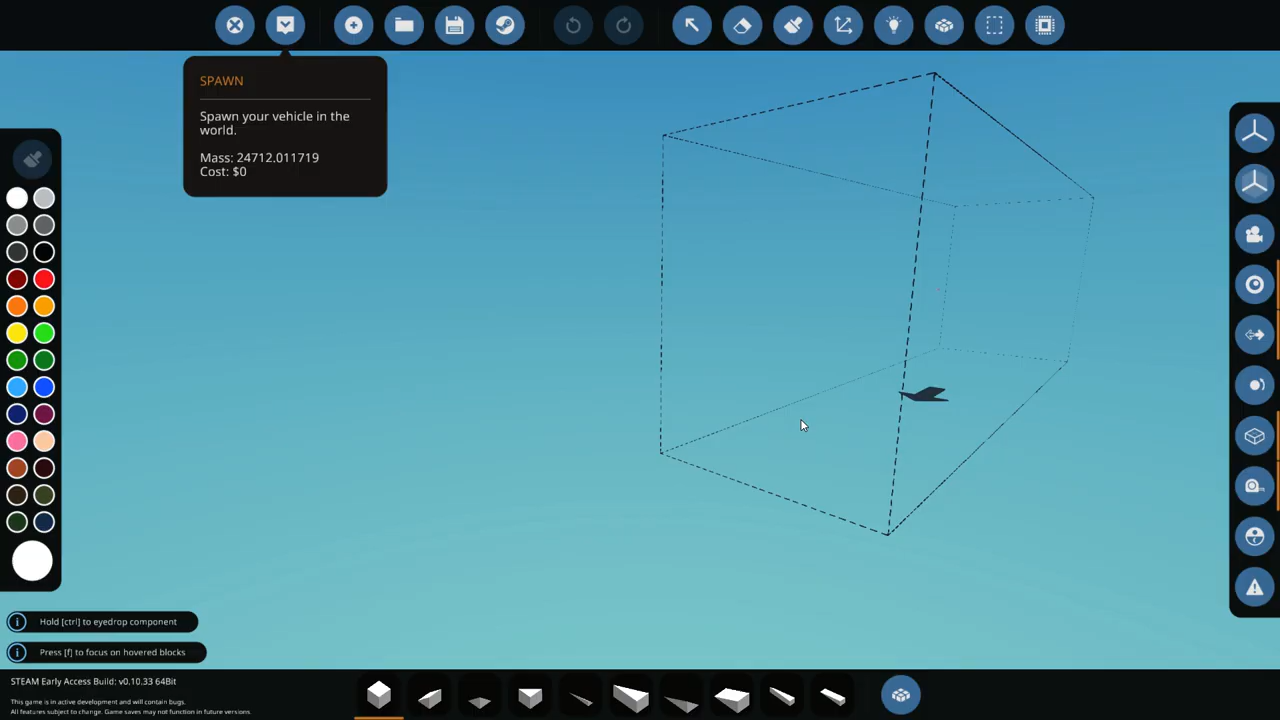 SPAWN
Spawn your vehicle in the
world.
Mass: 24712.011719
Cost: $0
Hold [ctrl] to eyedrop component
Press [f] to focus on hovered blocks
STEAM Early Access Build: v0.10.33 64Bit
This game is in active development and will contain bugs.
All features subject to change. Game saves may not function in future versions.